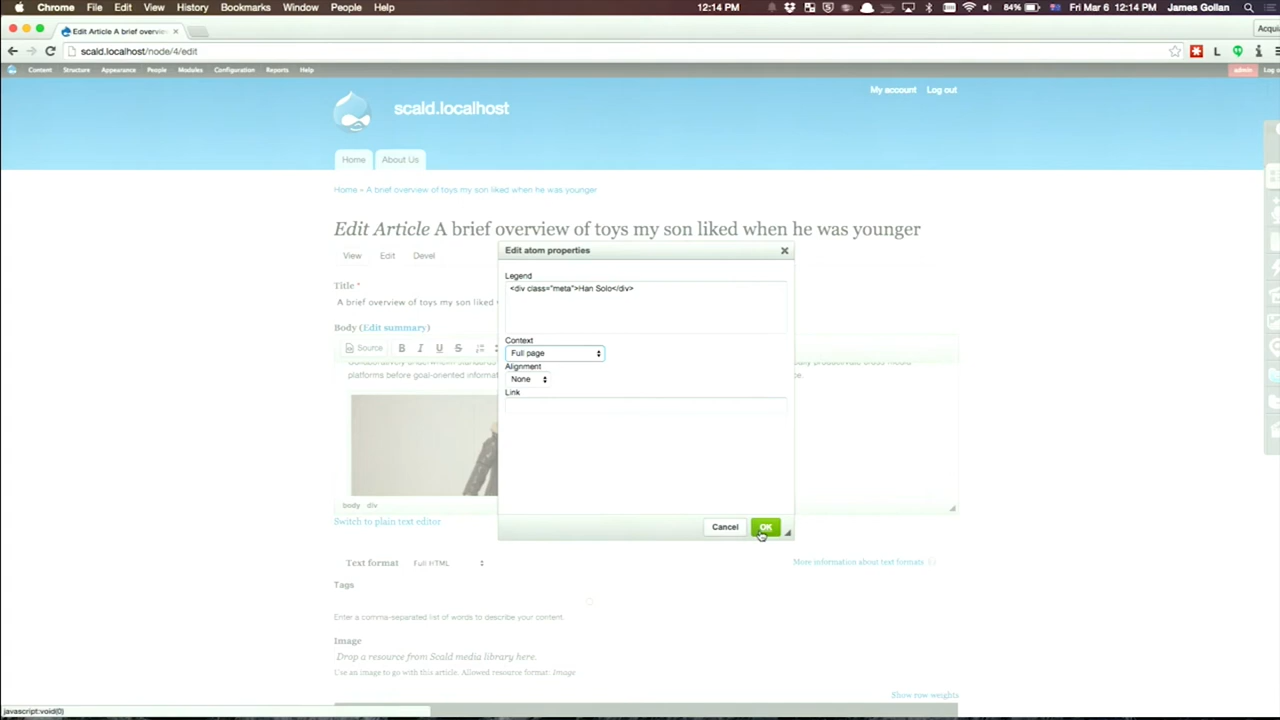 Chrome File Edit View History Bookmarks Window People Help 12:14 PM 84% Fri Mar 6 12:14 PM James Gollan
Edit Article A brief overvie Acquia
scald.localhost/node/4/edit
Content Structure Appearance People Modules Configuration Reports Help admin Log o
My account Log out
scald.localhost
Home About Us
Home » A brief overview of toys my son liked when he was younger
Edit Article A brief overview of toys my son liked when he was younger
View Edit Devel
Title *
A brief overview of toys my son liked w
Body (Edit summary)
Source B I U S
platforms before goal-oriented informat
body div
Switch to plain text editor
Edit atom properties
Legend
<div class="meta">Han Solo</div>
Context
Full page
Alignment
None
Link
Cancel OK
Text format Full HTML More information about text formats
Tags
Enter a comma-separated list of words to describe your content.
Image
Drop a resource from Scald media library here.
Use an image to go with this article. Allowed resource format: Image
Show row weights
javascript:void(0)